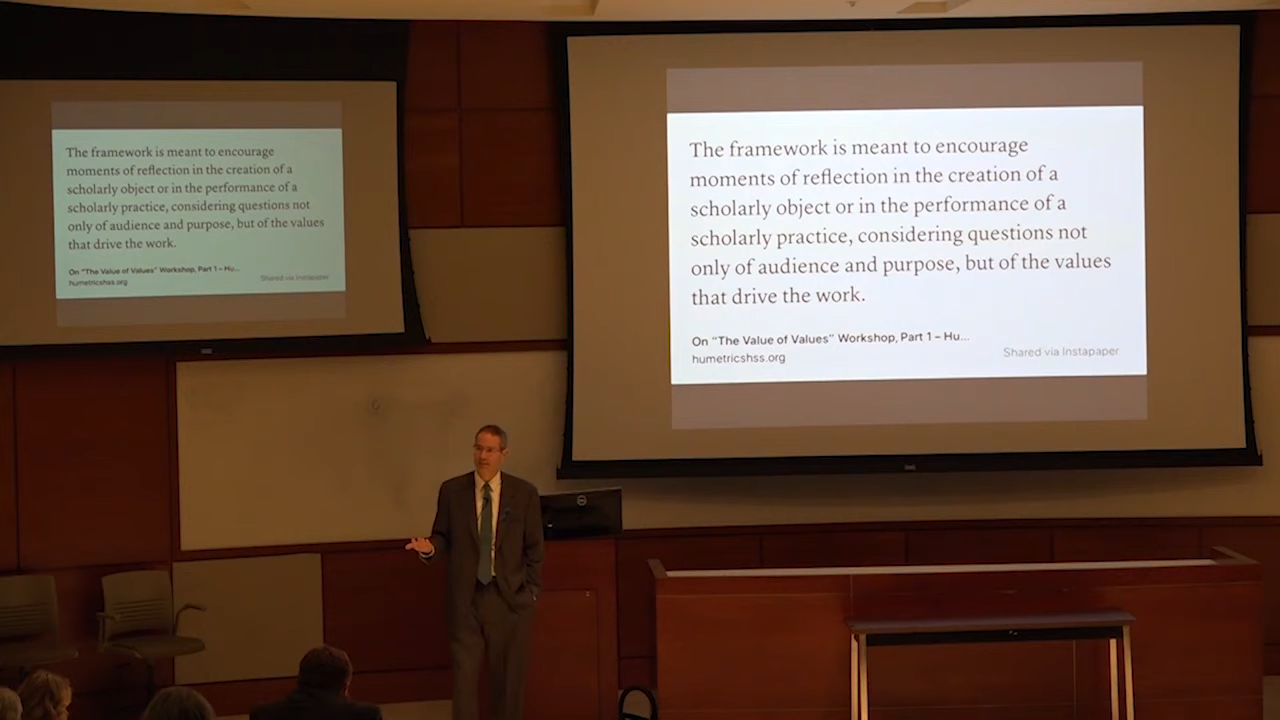 The framework is meant to encourage
moments of reflection in the creation of a
scholarly object or in the performance of a
scholarly practice, considering questions not
only of audience and purpose, but of the values
that drive the work.
On "The Value of Values" Workshop, Part 1 – Hu...
humetricshss.org
Shared via Instapaper
The framework is meant to encourage
moments of reflection in the creation of a
scholarly object or in the performance of a
scholarly practice, considering questions not
only of audience and purpose, but of the values
that drive the work.
On "The Value of Values" Workshop, Part 1 – Hu...
humetricshss.org
Shared via Instapaper
DELL